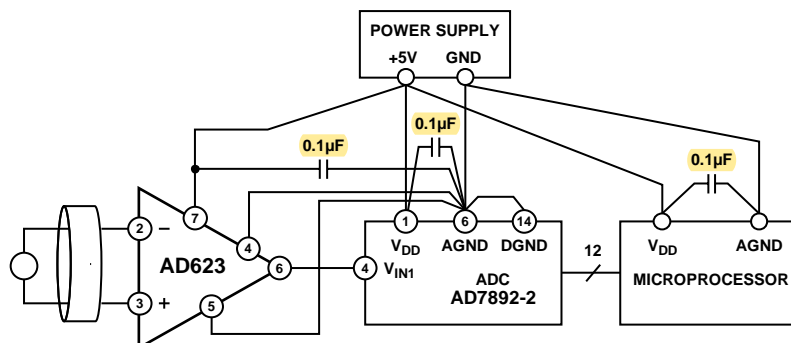 POWER SUPPLY
+5V GND
0.1µF
0.1µF
0.1µF
7
1
6
14
2
−
4
V_DD AGND DGND
12
V_DD AGND
AD623
6
4
V_IN1
ADC
AD7892-2
MICROPROCESSOR
3
+
5